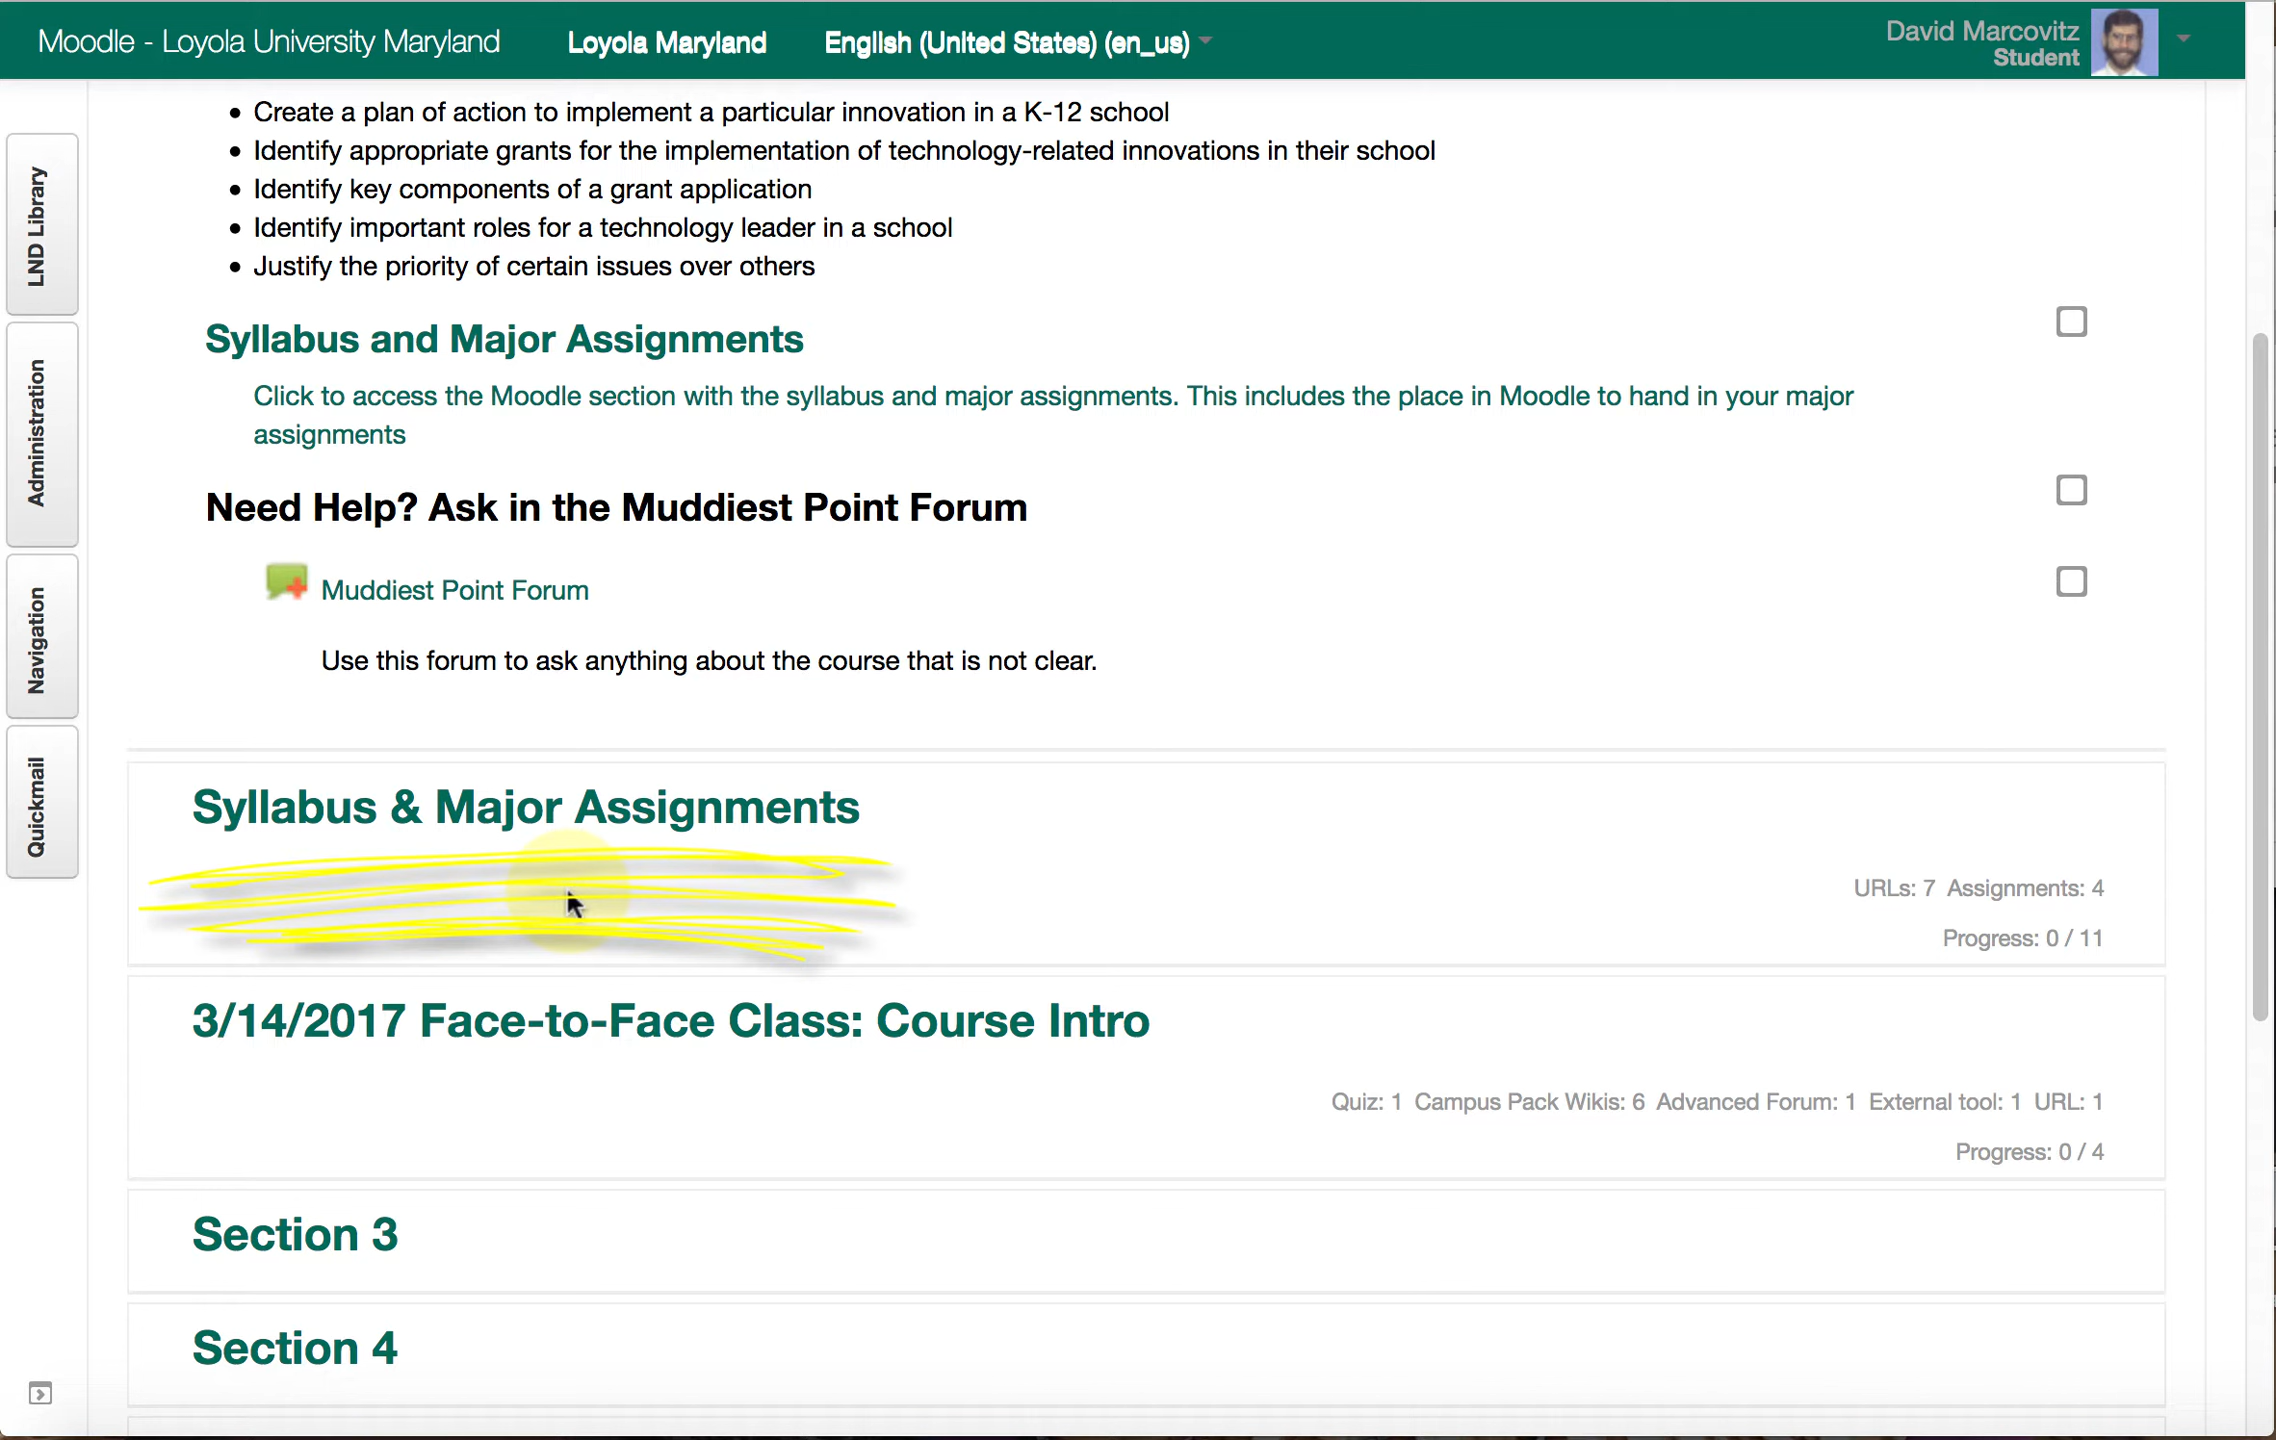 Moodle - Loyola University Maryland Loyola Maryland English (United States) (en_us) David Marcovitz
Student
LND Library
Administration
Navigation
Quickmail
• Create a plan of action to implement a particular innovation in a K-12 school
• Identify appropriate grants for the implementation of technology-related innovations in their school
• Identify key components of a grant application
• Identify important roles for a technology leader in a school
• Justify the priority of certain issues over others
Syllabus and Major Assignments
Click to access the Moodle section with the syllabus and major assignments. This includes the place in Moodle to hand in your major
assignments
Need Help? Ask in the Muddiest Point Forum
Muddiest Point Forum
Use this forum to ask anything about the course that is not clear.
Syllabus & Major Assignments
URLs: 7 Assignments: 4
Progress: 0 / 11
3/14/2017 Face-to-Face Class: Course Intro
Quiz: 1 Campus Pack Wikis: 6 Advanced Forum: 1 External tool: 1 URL: 1
Progress: 0 / 4
Section 3
Section 4